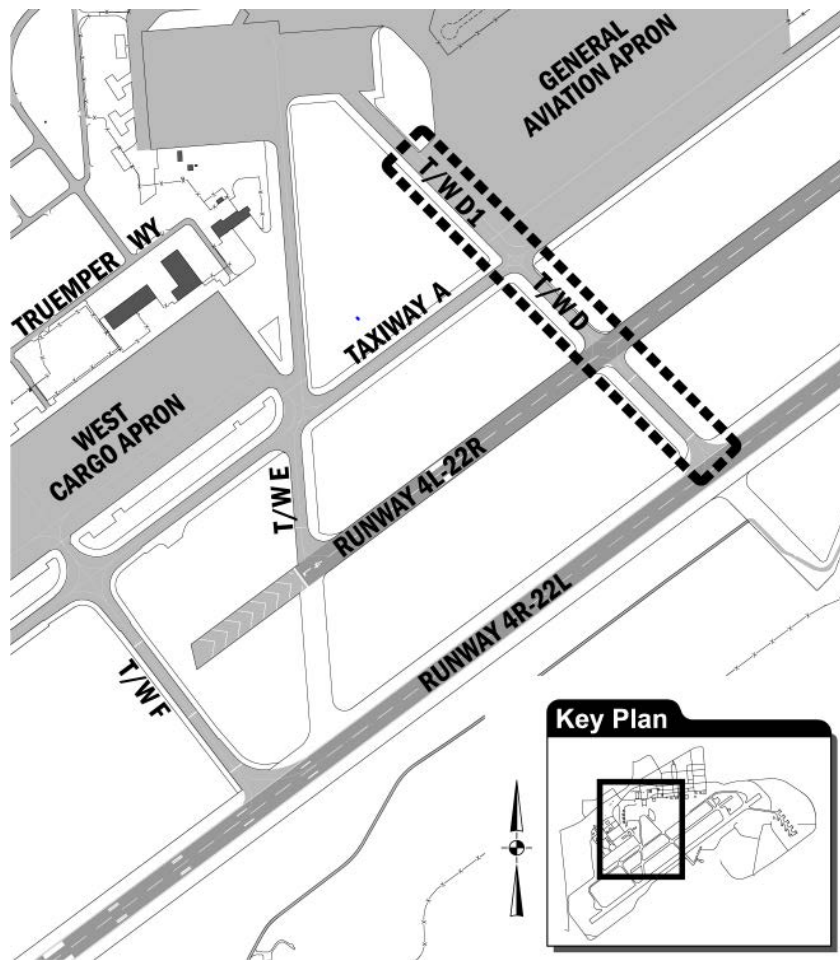 GENERAL
AVIATION APRON
T/W D1
TRUEMPER WY
T/W D
TAXIWAY A
WEST
CARGO APRON
T/W E
RUNWAY 4L-22R
RUNWAY 4R-22L
T/W F
Key Plan